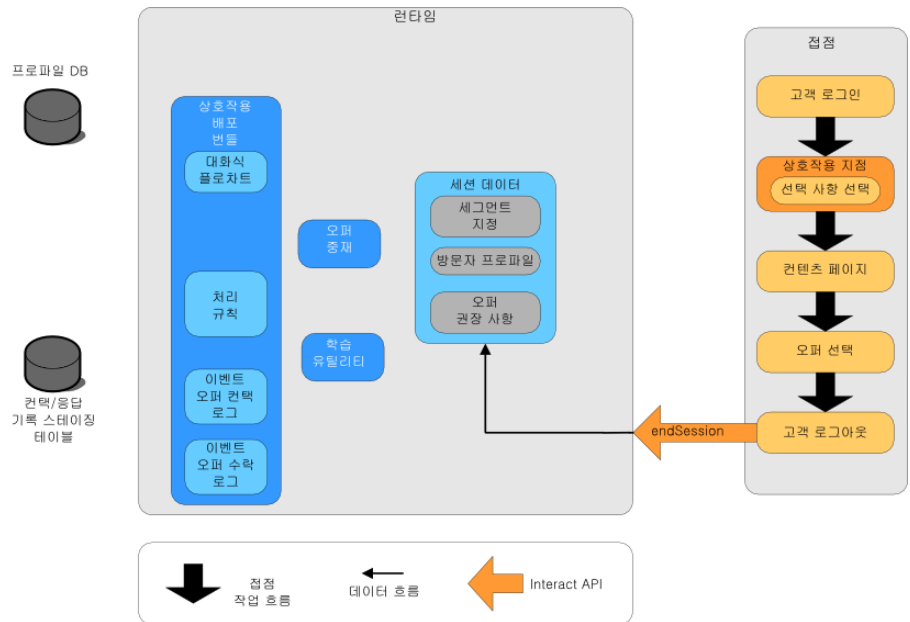 런타임
프로파일 DB
컨택/응답
기록 스테이징
테이블
상호작용
배포
번들
대화식
플로차트
처리
규칙
이벤트
오퍼 컨택
로그
이벤트
오퍼 수락
로그
오퍼
중재
학습
유틸리티
세션 데이터
세그먼트
지정
방문자 프로파일
오퍼
권장 사항
접점
고객 로그인
상호작용 지점
선택 사항 선택
컨텐츠 페이지
오퍼 선택
고객 로그아웃
endSession
접점
작업 흐름
데이터 흐름
Interact API